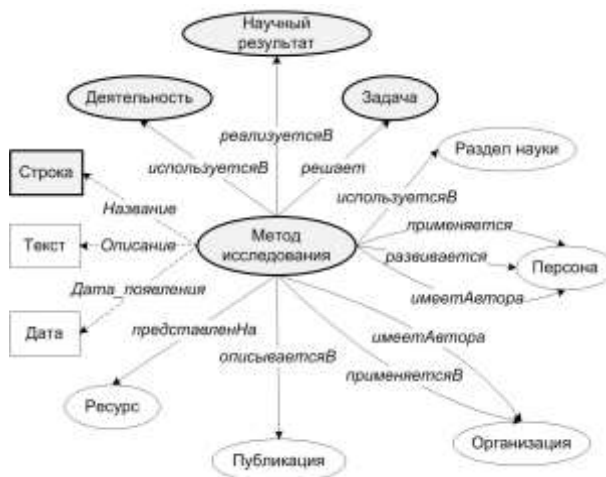 Научный
результат
Деятельность
Задача
реализуетсяВ
Раздел науки
используетсяВ
решает
Строка
используетсяВ
Название
применяется
Метод
исследования
Текст
Описание
развивается
Персона
Дата_появления
имеетАвтора
Дата
представленНа
имеетАвтора
описываетсяВ
применяетсяВ
Ресурс
Организация
Публикация